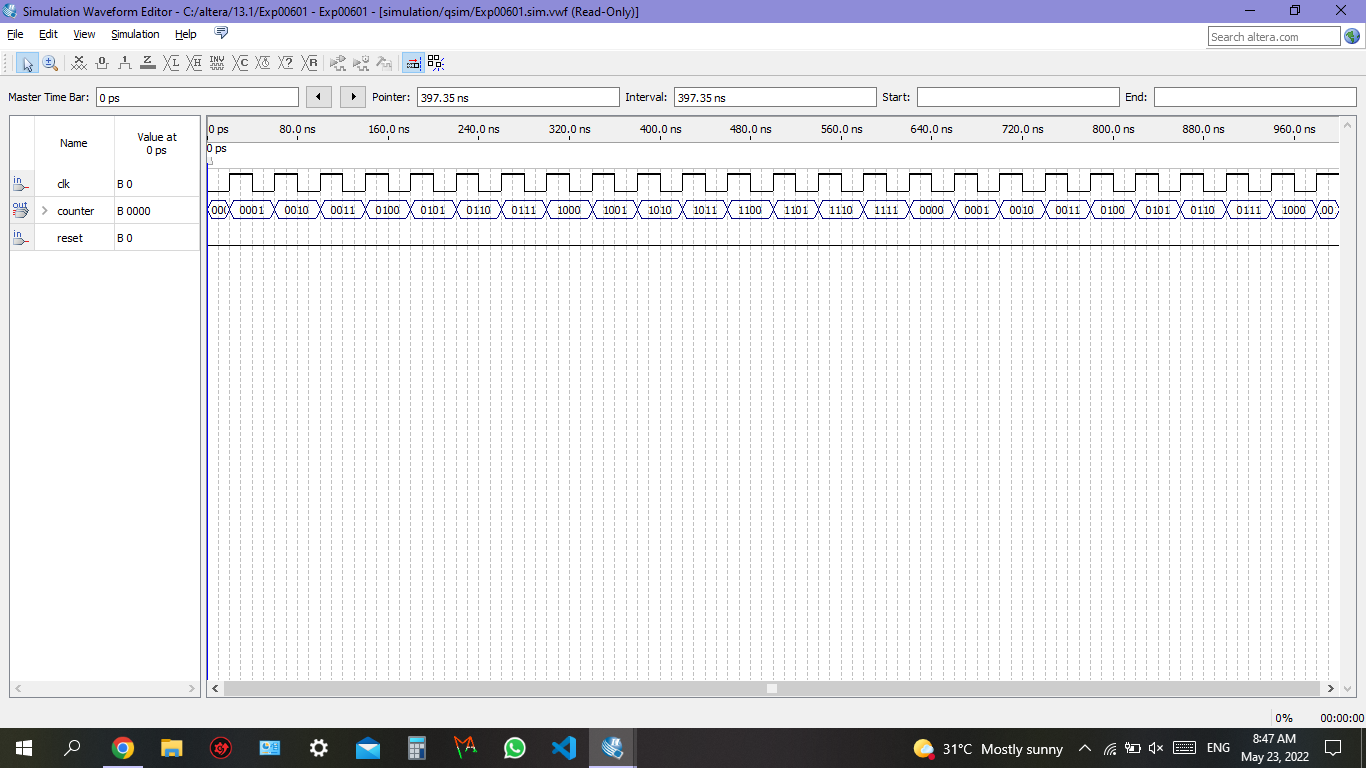 Simulation Waveform Editor - C:/altera/13.1/Exp00601 - Exp00601 - [simulation/qsim/Exp00601.sim.vwf (Read-Only)]
File Edit View Simulation Help
Search altera.com
Master Time Bar: 0 ps Pointer: 397.35 ns Interval: 397.35 ns Start: End:
Name Value at 0 ps
0 ps 80.0 ns 160.0 ns 240.0 ns 320.0 ns 400.0 ns 480.0 ns 560.0 ns 640.0 ns 720.0 ns 800.0 ns 880.0 ns 960.0 ns
0 ps
in clk B 0
out counter B 0000 000 0001 0010 0011 0100 0101 0110 0111 1000 1001 1010 1011 1100 1101 1110 1111 0000 0001 0010 0011 0100 0101 0110 0111 1000 00
in reset B 0
0% 00:00:00
31°C Mostly sunny ENG 8:47 AM
May 23, 2022